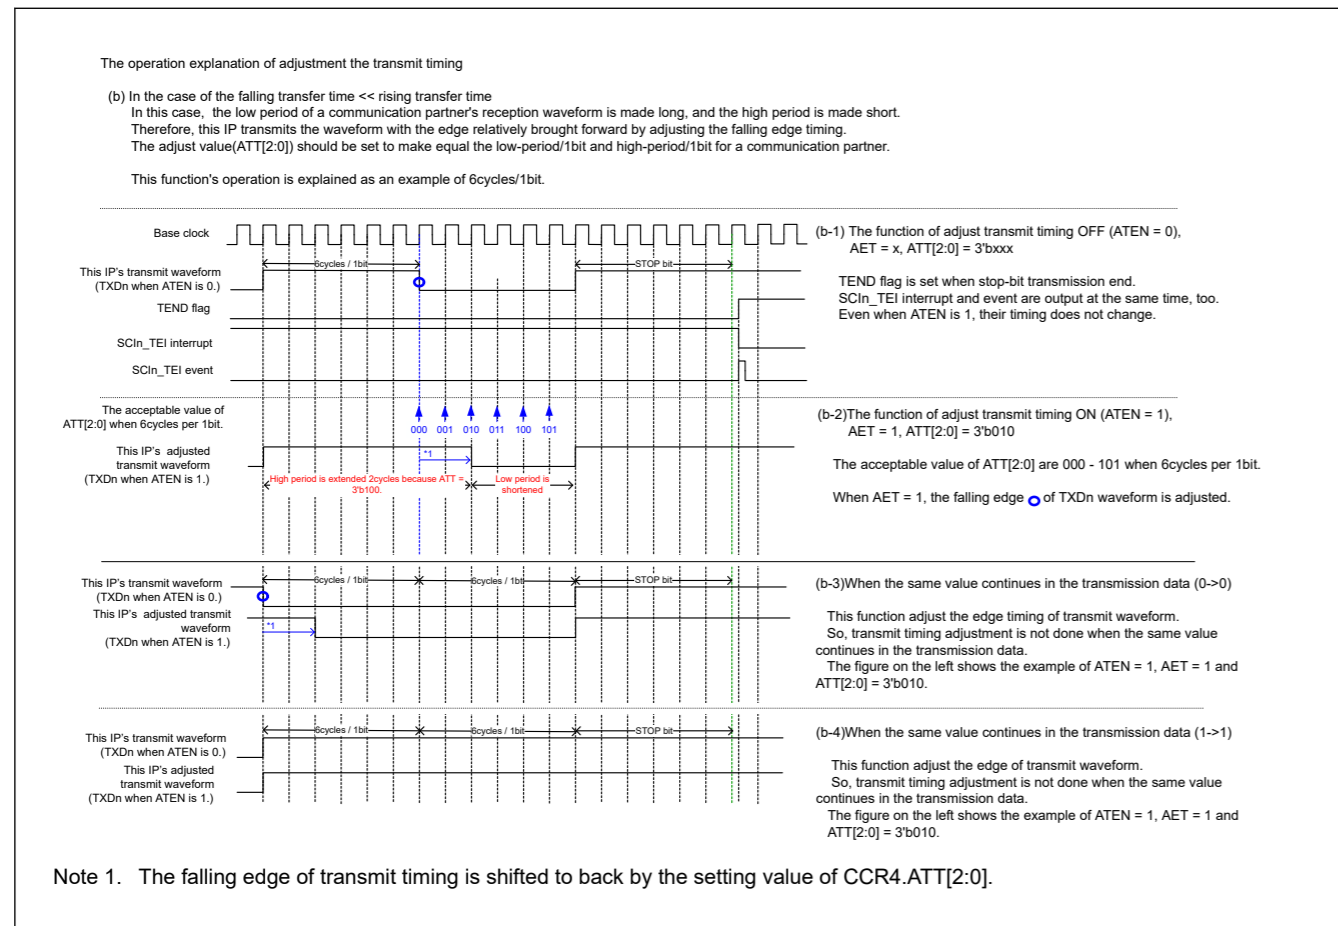 The operation explanation of adjustment the transmit timing
(b) In the case of the falling transfer time << rising transfer time
In this case, the low period of a communication partner's reception waveform is made long, and the high period is made short.
Therefore, this IP transmits the waveform with the edge relatively brought forward by adjusting the falling edge timing.
The adjust value(ATT[2:0]) should be set to make equal the low-period/1bit and high-period/1bit for a communication partner.
This function's operation is explained as an example of 6cycles/1bit.
Base clock
6cycles / 1bit
STOP bit
This IP's transmit waveform
(TXDn when ATEN is 0.)
TEND flag
SCIn_TEI interrupt
SCIn_TEI event
(b-1) The function of adjust transmit timing OFF (ATEN = 0),
AET = x, ATT[2:0] = 3'bxxx
TEND flag is set when stop-bit transmission end.
SCIn_TEI interrupt and event are output at the same time, too.
Even when ATEN is 1, their timing does not change.
The acceptable value of
ATT[2:0] when 6cycles per 1bit.
000 001 010 011 100 101
This IP's adjusted
transmit waveform
(TXDn when ATEN is 1.)
*1
High period is extended 2cycles because ATT =
3'b100.
Low period is
shortened
(b-2)The function of adjust transmit timing ON (ATEN = 1),
AET = 1, ATT[2:0] = 3'b010
The acceptable value of ATT[2:0] are 000 - 101 when 6cycles per 1bit.
When AET = 1, the falling edge of TXDn waveform is adjusted.
This IP's transmit waveform
(TXDn when ATEN is 0.)
6cycles / 1bit
6cycles / 1bt
STOP bit
This IP's adjusted transmit
waveform
(TXDn when ATEN is 1.)
*1
(b-3)When the same value continues in the transmission data (0->0)
This function adjust the edge timing of transmit waveform.
So, transmit timing adjustment is not done when the same value
continues in the transmission data.
The figure on the left shows the example of ATEN = 1, AET = 1 and
ATT[2:0] = 3'b010.
This IP's transmit waveform
(TXDn when ATEN is 0.)
6cycles / 1bit
6cycles / 1bit
STOP bit
This IP's adjusted
transmit waveform
(TXDn when ATEN is 1.)
(b-4)When the same value continues in the transmission data (1->1)
This function adjust the edge of transmit waveform.
So, transmit timing adjustment is not done when the same value
continues in the transmission data.
The figure on the left shows the example of ATEN = 1, AET = 1 and
ATT[2:0] = 3'b010.
Note 1. The falling edge of transmit timing is shifted to back by the setting value of CCR4.ATT[2:0].